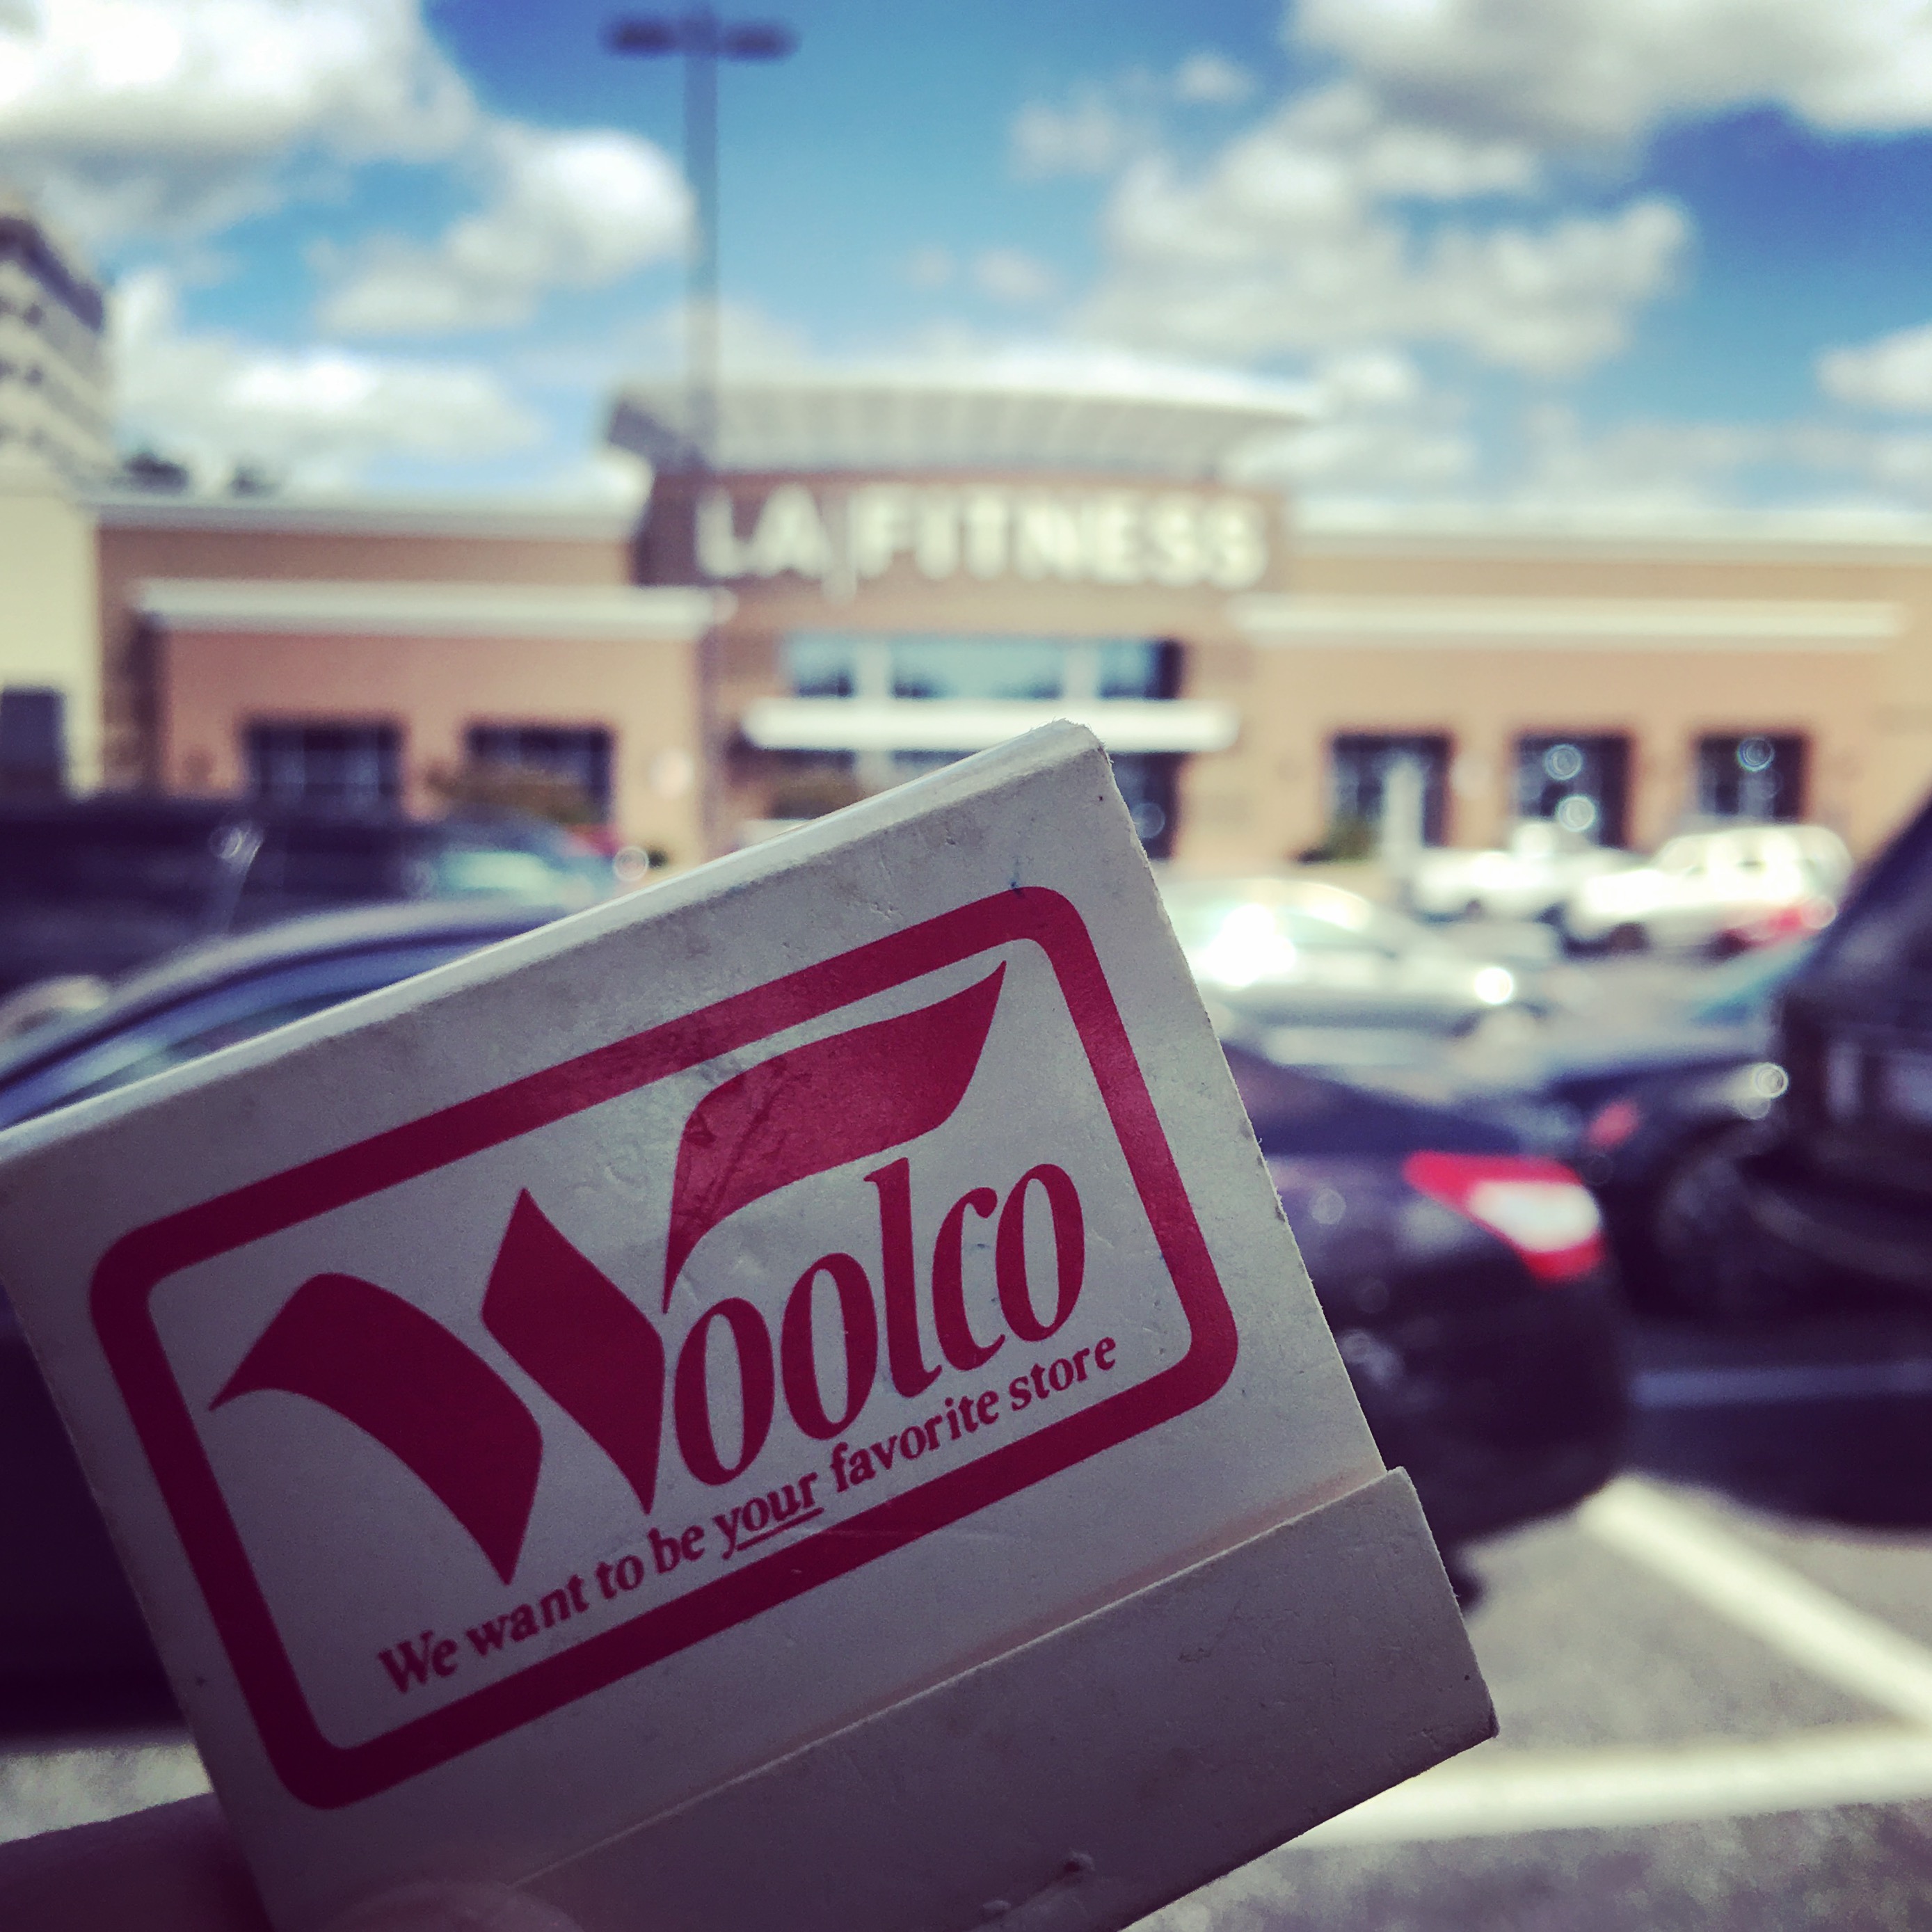 LA|FITNESS
Woolco
We want to be your favorite store